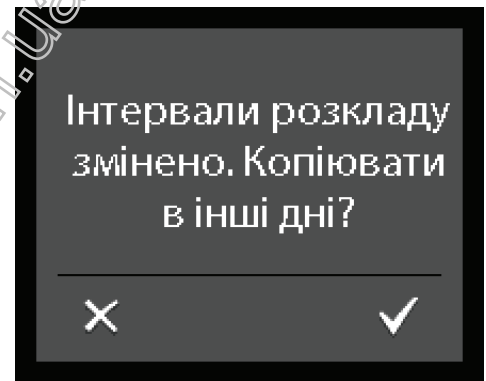 Інтервали розкладу
змінено. Копіювати
в інші дні?